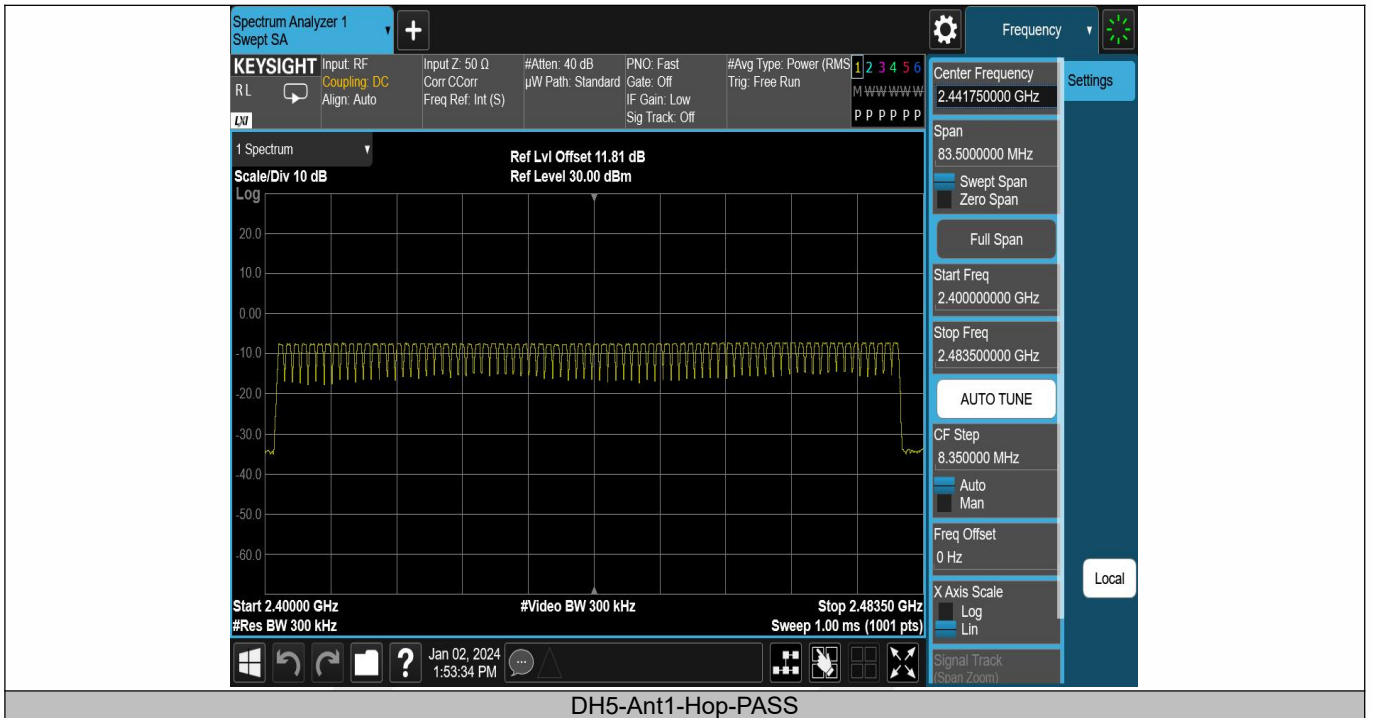 Spectrum Analyzer 1
Swept SA
+
Frequency
KEYSIGHT
RL
LXI
Input: RF
Coupling: DC
Align: Auto
Input Z: 50 Ω
Corr CCorr
Freq Ref: Int (S)
#Atten: 40 dB
µW Path: Standard
PNO: Fast
Gate: Off
IF Gain: Low
Sig Track: Off
#Avg Type: Power (RMS
Trig: Free Run
1 2 3 4 5 6
M W W W W W
P P P P P P
1 Spectrum
Scale/Div 10 dB
Ref Lvl Offset 11.81 dB
Ref Level 30.00 dBm
Log
20.0
10.0
0.00
-10.0
-20.0
-30.0
-40.0
-50.0
-60.0
Start 2.40000 GHz
#Res BW 300 kHz
#Video BW 300 kHz
Stop 2.48350 GHz
Sweep 1.00 ms (1001 pts)
?
Jan 02, 2024
1:53:34 PM
Center Frequency
2.441750000 GHz
Settings
Span
83.5000000 MHz
Swept Span
Zero Span
Full Span
Start Freq
2.400000000 GHz
Stop Freq
2.483500000 GHz
AUTO TUNE
CF Step
8.350000 MHz
Auto
Man
Freq Offset
0 Hz
X Axis Scale
Log
Lin
Signal Track
(Span Zoom)
Local
DH5-Ant1-Hop-PASS